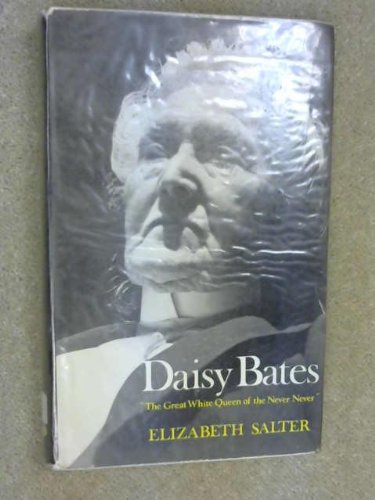 Daisy Bates
"The Great White Queen of the Never Never"
ELIZABETH SALTER